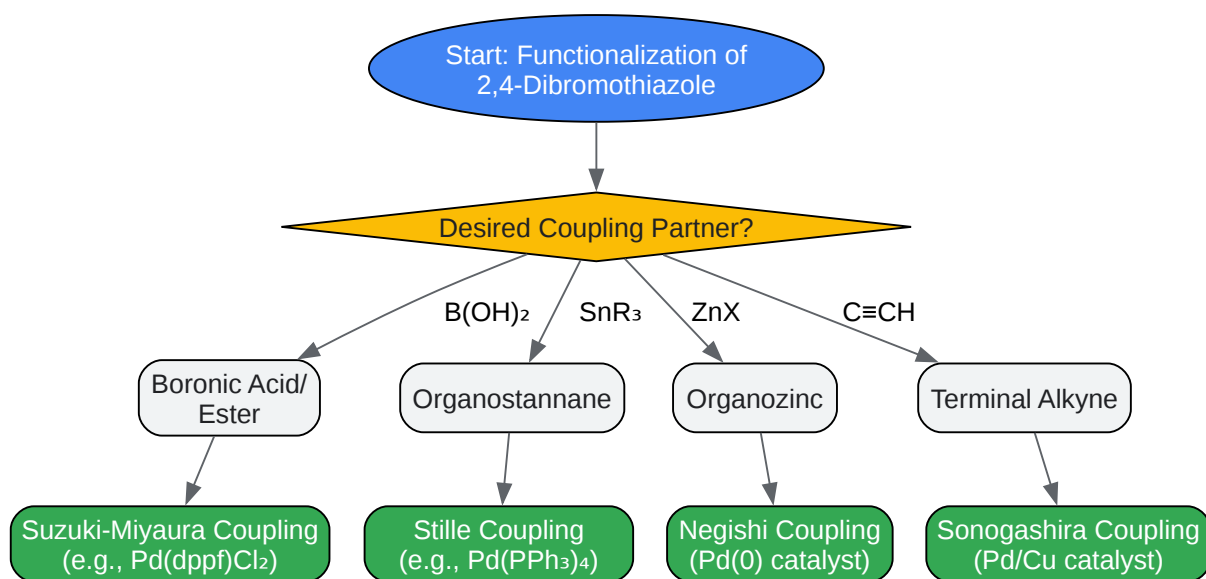 Start: Functionalization of
2,4-Dibromothiazole
Desired Coupling Partner?
B(OH)₂
SnR₃
ZnX
C≡CH
Boronic Acid/
Ester
Organostannane
Organozinc
Terminal Alkyne
Suzuki-Miyaura Coupling
(e.g., Pd(dppf)Cl₂)
Stille Coupling
(e.g., Pd(PPh₃)₄)
Negishi Coupling
(Pd(0) catalyst)
Sonogashira Coupling
(Pd/Cu catalyst)